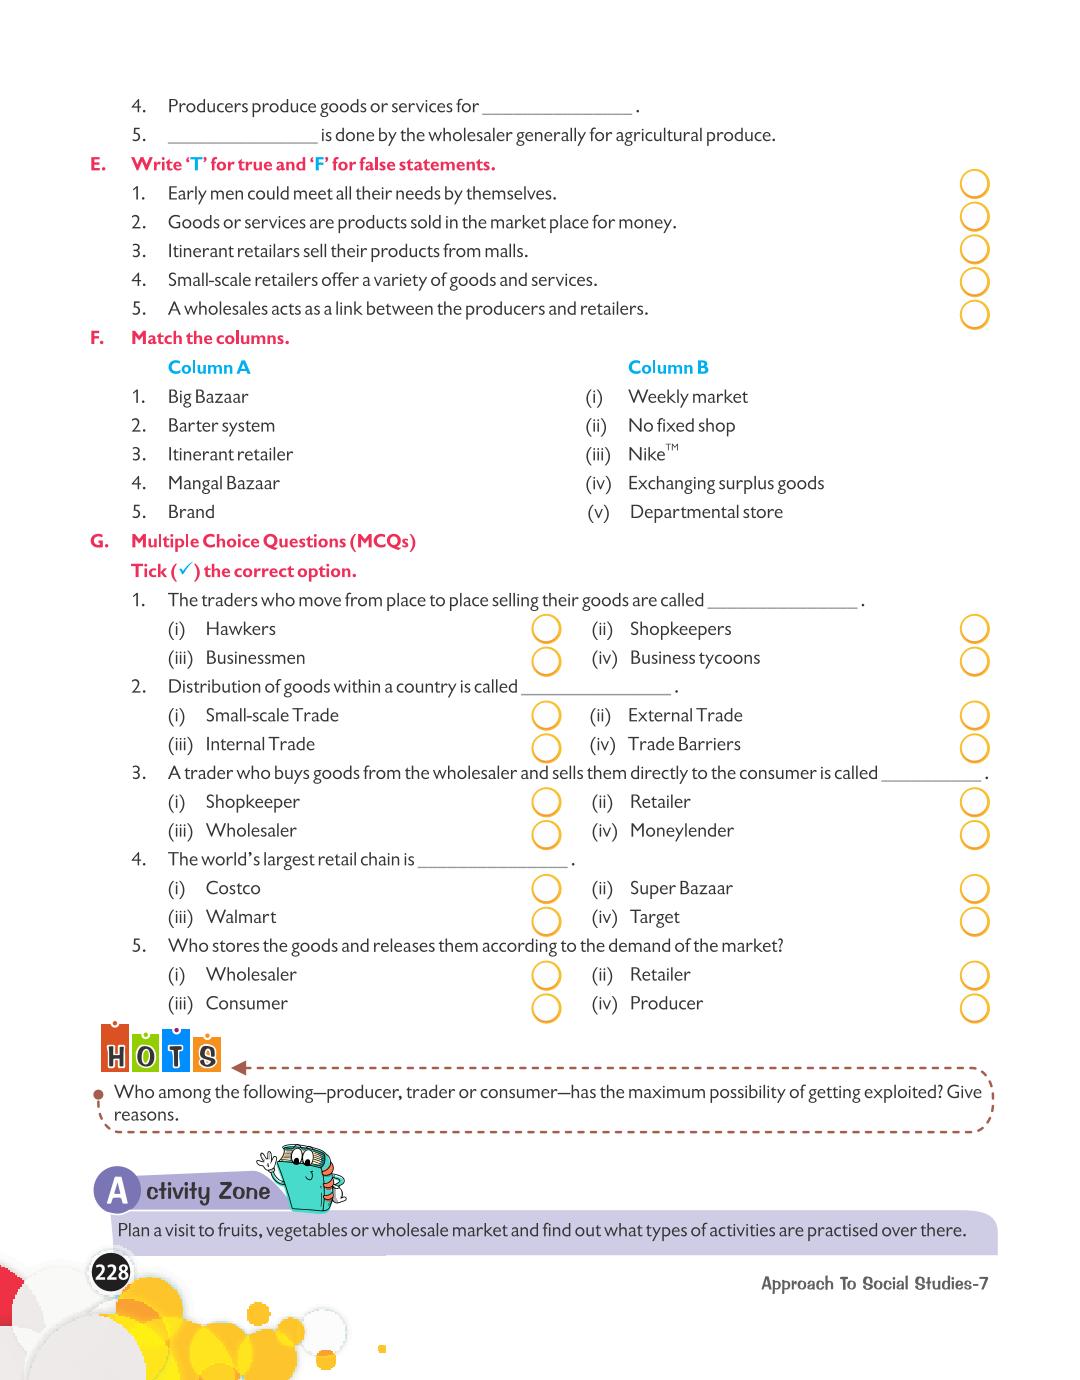 4. Producers produce goods or services for _______________ .
5. _______________ is done by the wholesaler generally for agricultural produce.
E. Write ‘T’ for true and ‘F’ for false statements.
1. Early men could meet all their needs by themselves.
2. Goods or services are products sold in the market place for money.
3. Itinerant retailars sell their products from malls.
4. Small-scale retailers offer a variety of goods and services.
5. A wholesales acts as a link between the producers and retailers.
F. Match the columns.
Column A Column B
1. Big Bazaar (i) Weekly market
2. Barter system (ii) No fixed shop
3. Itinerant retailer (iii) Nike™
4. Mangal Bazaar (iv) Exchanging surplus goods
5. Brand (v) Departmental store
G. Multiple Choice Questions (MCQs)
Tick (✓) the correct option.
1. The traders who move from place to place selling their goods are called _______________ .
(i) Hawkers (ii) Shopkeepers
(iii) Businessmen (iv) Business tycoons
2. Distribution of goods within a country is called _______________ .
(i) Small-scale Trade (ii) External Trade
(iii) Internal Trade (iv) Trade Barriers
3. A trader who buys goods from the wholesaler and sells them directly to the consumer is called __________ .
(i) Shopkeeper (ii) Retailer
(iii) Wholesaler (iv) Moneylender
4. The world’s largest retail chain is _______________ .
(i) Costco (ii) Super Bazaar
(iii) Walmart (iv) Target
5. Who stores the goods and releases them according to the demand of the market?
(i) Wholesaler (ii) Retailer
(iii) Consumer (iv) Producer
HOTS
Who among the following—producer, trader or consumer—has the maximum possibility of getting exploited? Give
reasons.
Activity Zone
Plan a visit to fruits, vegetables or wholesale market and find out what types of activities are practised over there.
228
Approach To Social Studies-7